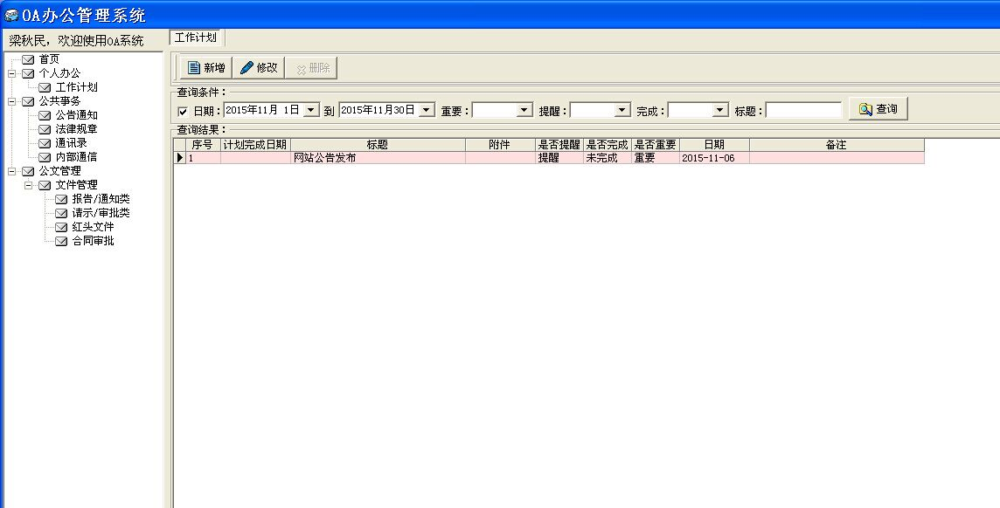 OA办公管理系统
梁秋民，欢迎使用OA系统
工作计划
首页
个人办公
工作计划
公共事务
公告通知
法律规章
通讯录
内部通信
公文管理
文件管理
报告/通知类
请示/审批类
红头文件
合同审批
新增 修改 删除
查询条件：
日期：2015年11月 1日 到 2015年11月30日 重要： 提醒： 完成： 标题： 查询
查询结果：
序号 计划完成日期 标题 附件 是否提醒 是否完成 是否重要 日期 备注
1 网站公告发布 提醒 未完成 重要 2015-11-06